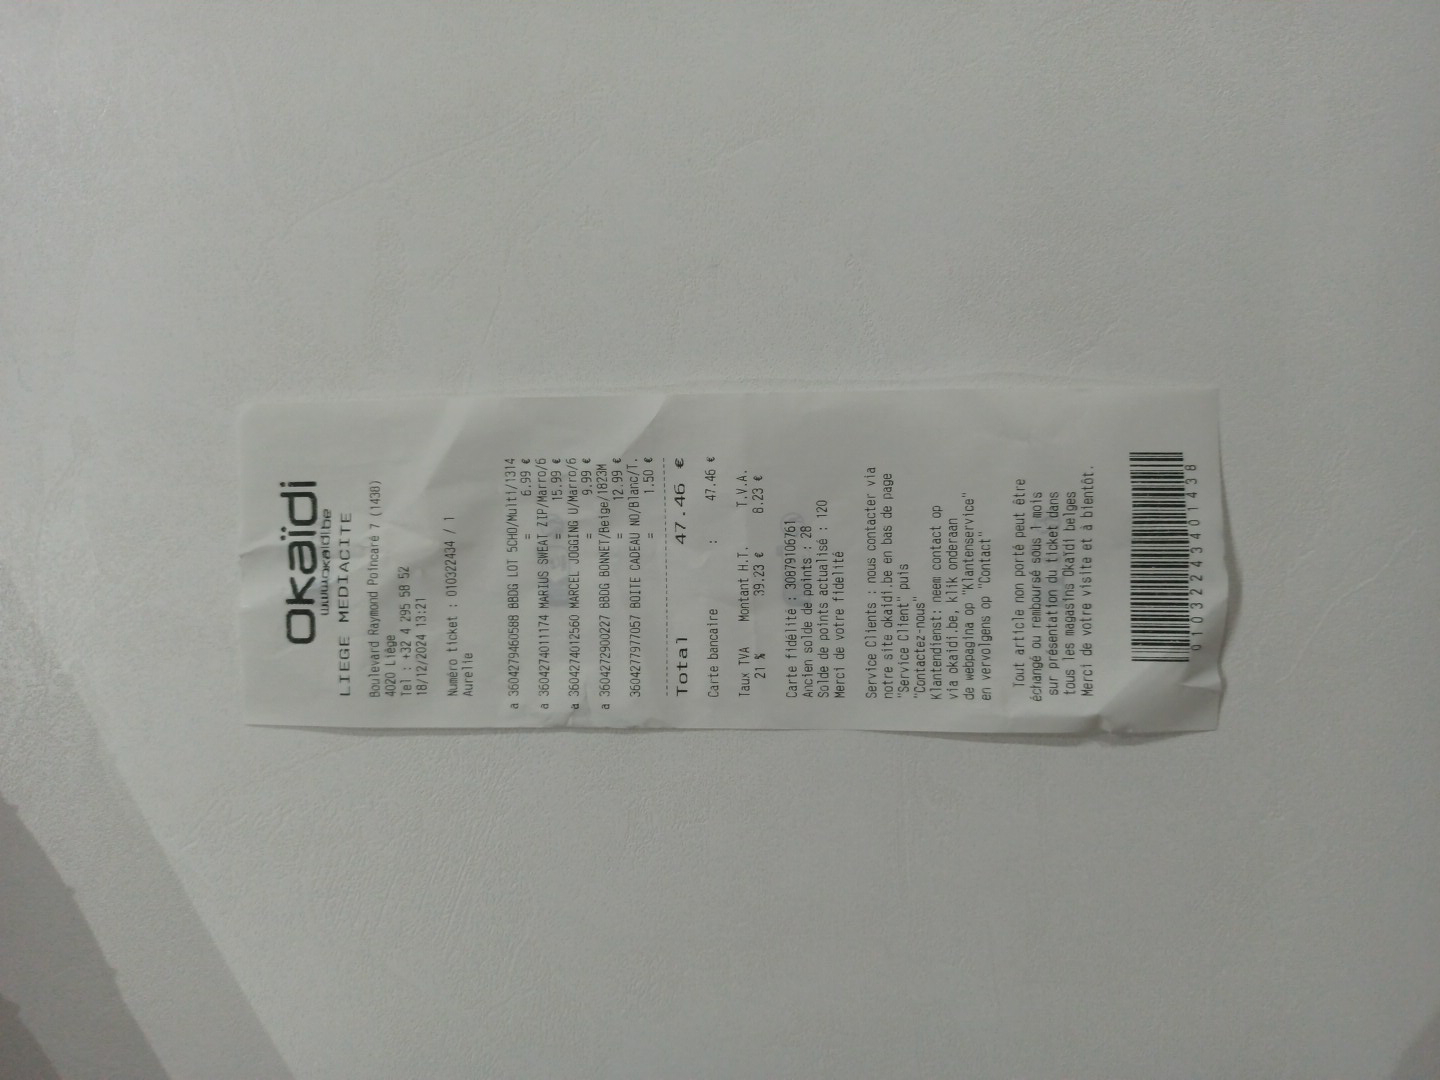 okaïdi
www.okaidi.be
LIEGE MEDIACITE
Boulevard Raymond Poincaré 7 (1438)
4020 Liège
Tel : +32 4 295 58 52
18/12/2024 13:21
Numéro ticket : 010322434 / 1
Aurelie
a 3604279460588 BBDG LOT 5CHO/Multi/1314
= 6.99 €
a 3604274011174 MARIUS SWEAT ZIP/Marro/6
= 15.99 €
a 3604274012560 MARCEL JOGGING U/Marro/6
= 9.99 €
a 3604272900227 BBDG BONNET/Beige/1823M
= 12.99 €
3604277977057 BOITE CADEAU NO/Blanc/T.
= 1.50 €
Total 47.46 €
Carte bancaire : 47.46 €
Taux TVA Montant H.T. T.V.A.
21 % 39.23 € 8.23 €
Carte fidélité : 30879106761
Ancien solde de points : 28
Solde de points actualisé : 120
Merci de votre fidelité
Service Clients : nous contacter via
notre site okaidi.be en bas de page
"Service Client" puis
"Contactez-nous"
Klantendienst: neem contact op
via okaidi.be, klik onderaan
de webpagina op "Klantenservice"
en vervolgens op "Contact"
Tout article non porté peut être
échangé ou remboursé sous 1 mois
sur présentation du ticket dans
tous les magasins Okaïdi belges
Merci de votre visite et à bientôt.
01032243401438